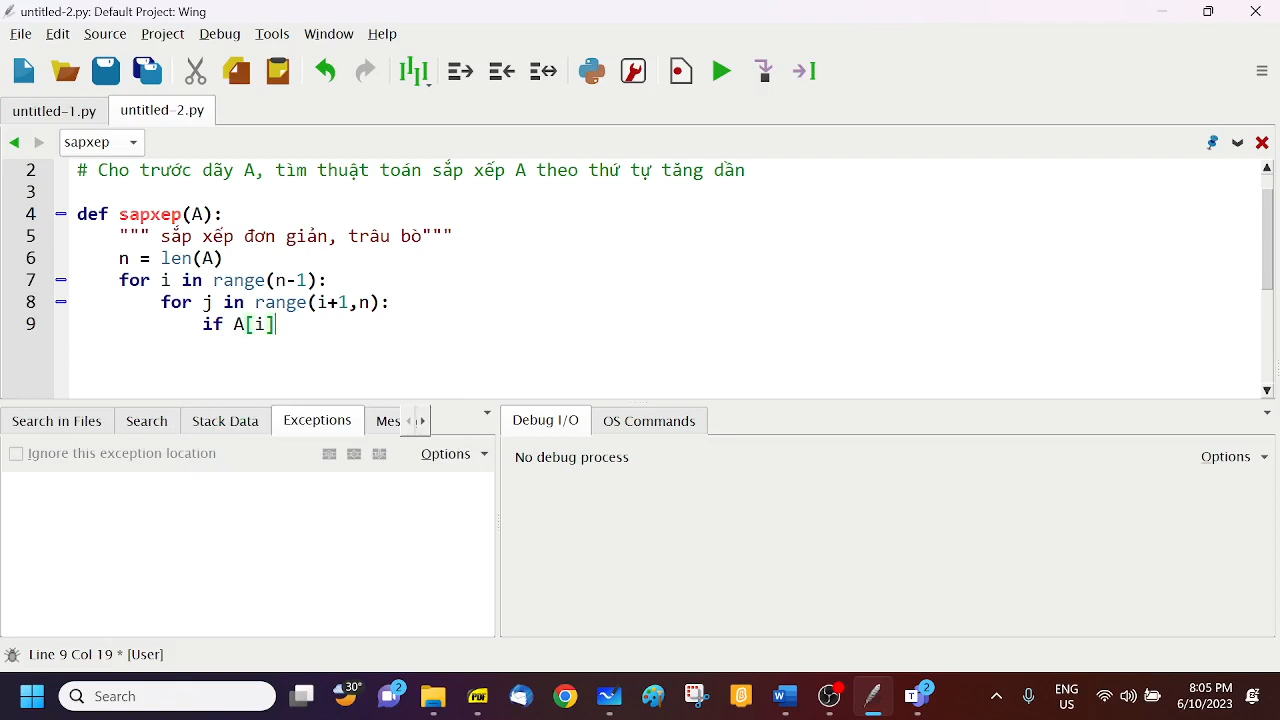 untitled-2.py: Default Project: Wing
File Edit Source Project Debug Tools Window Help
untitled-1.py untitled-2.py
sapxep
2 # Cho trước dãy A, tìm thuật toán sắp xếp A theo thứ tự tăng dần
3
4 def sapxep(A):
5 """ sắp xếp đơn giản, trâu bò"""
6 n = len(A)
7 for i in range(n-1):
8 for j in range(i+1,n):
9 if A[i]
Search in Files Search Stack Data Exceptions Mes Debug I/O OS Commands
Ignore this exception location Options No debug process Options
Line 9 Col 19 * [User]
Search 30° 2 PDF 2 ENG US 8:05 PM 6/10/2023